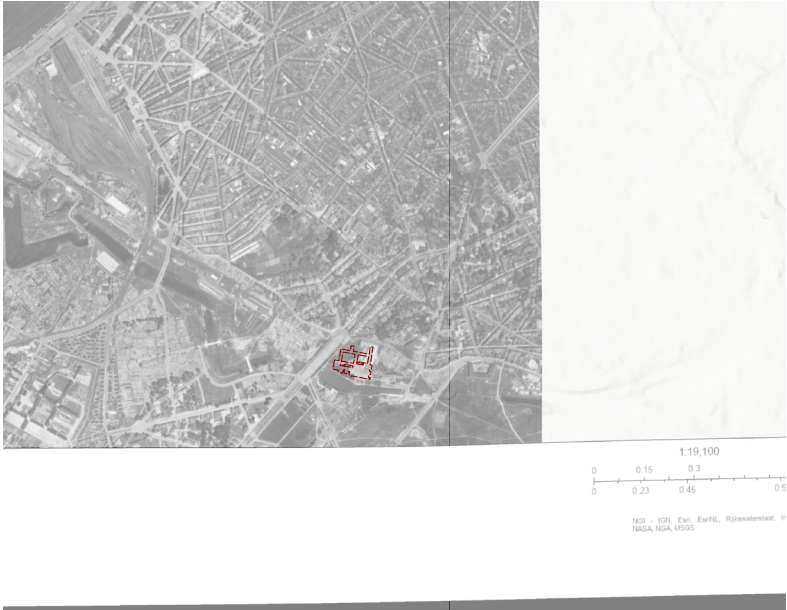 1:19,100
0 0.15 0.3
0 0.23 0.45
NGI - IGN, Esri, EsriNL, Rijkswaterstaat,
NASA, NGA, USGS